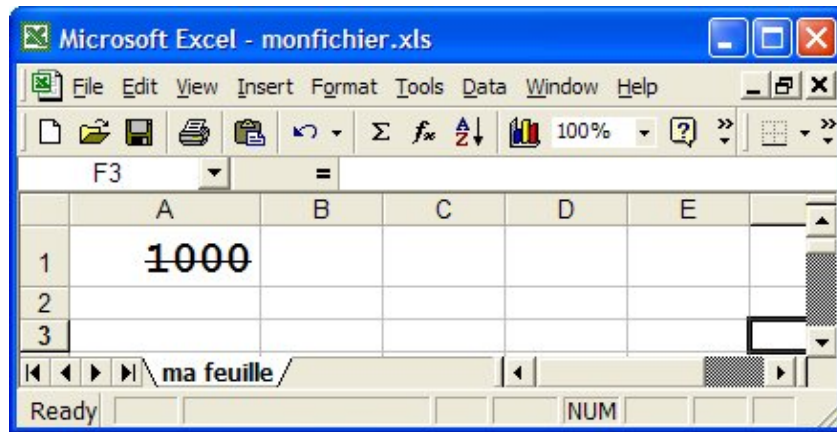 Microsoft Excel - monfichier.xls
File Edit View Insert Format Tools Data Window Help
100%
F3 =
A B C D E
1 1000
2
3
ma feuille
Ready NUM